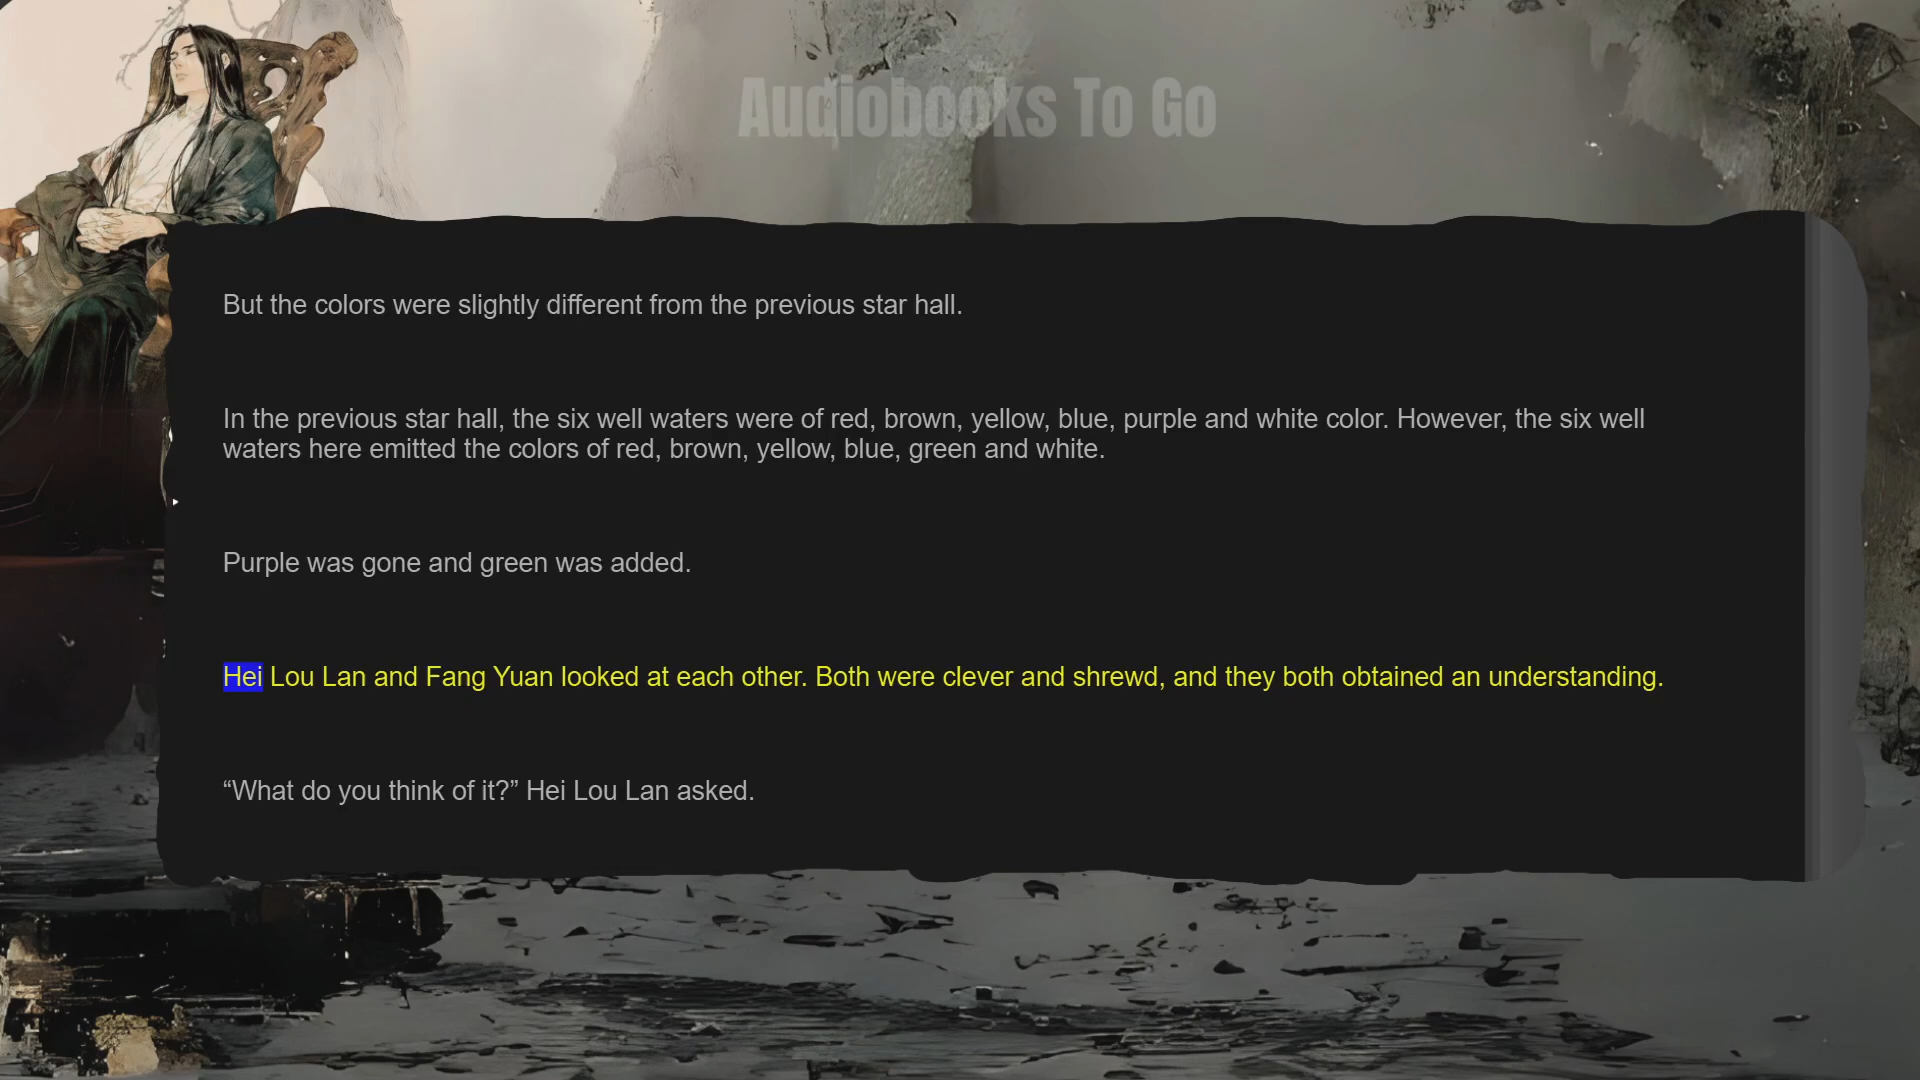 Audiobooks To Go
But the colors were slightly different from the previous star hall.
In the previous star hall, the six well waters were of red, brown, yellow, blue, purple and white color. However, the six well
waters here emitted the colors of red, brown, yellow, blue, green and white.
Purple was gone and green was added.
Hei Lou Lan and Fang Yuan looked at each other. Both were clever and shrewd, and they both obtained an understanding.
“What do you think of it?” Hei Lou Lan asked.